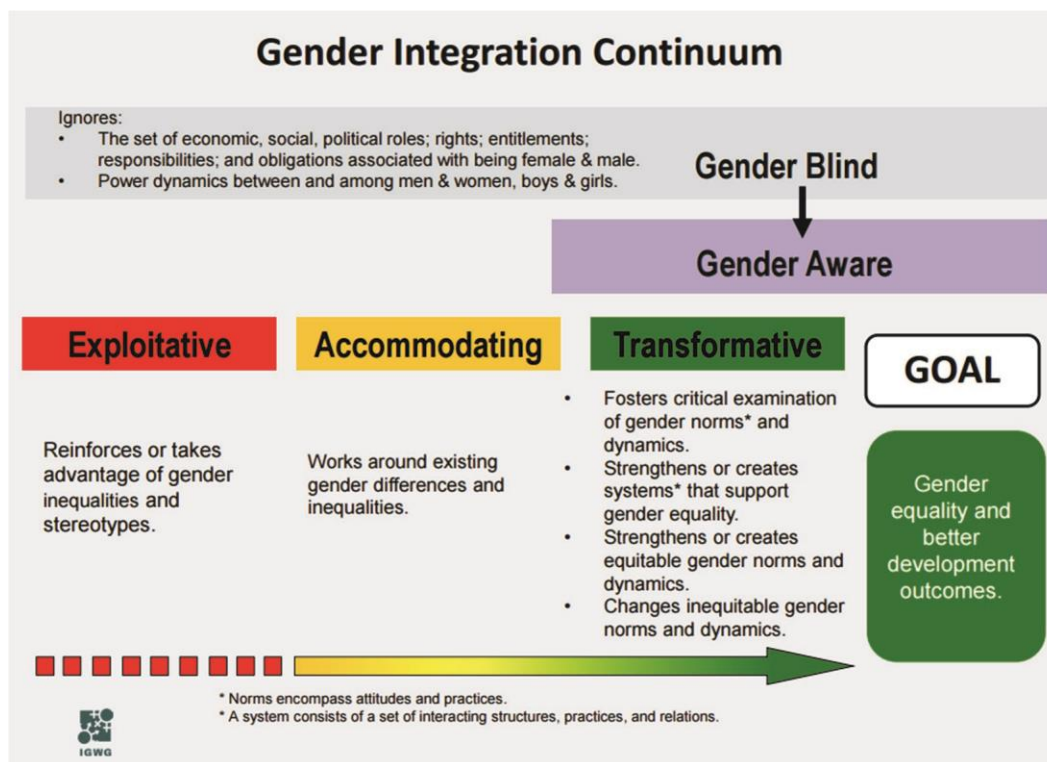 Gender Integration Continuum
Ignores:
• The set of economic, social, political roles; rights; entitlements;
responsibilities; and obligations associated with being female & male.
• Power dynamics between and among men & women, boys & girls.
Gender Blind
Gender Aware
Exploitative
Reinforces or takes
advantage of gender
inequalities and
stereotypes.
Accommodating
Works around existing
gender differences and
inequalities.
Transformative
• Fosters critical examination
of gender norms* and
dynamics.
• Strengthens or creates
systems* that support
gender equality.
• Strengthens or creates
equitable gender norms and
dynamics.
• Changes inequitable gender
norms and dynamics.
GOAL
Gender
equality and
better
development
outcomes.
* Norms encompass attitudes and practices.
* A system consists of a set of interacting structures, practices, and relations.
IGWG